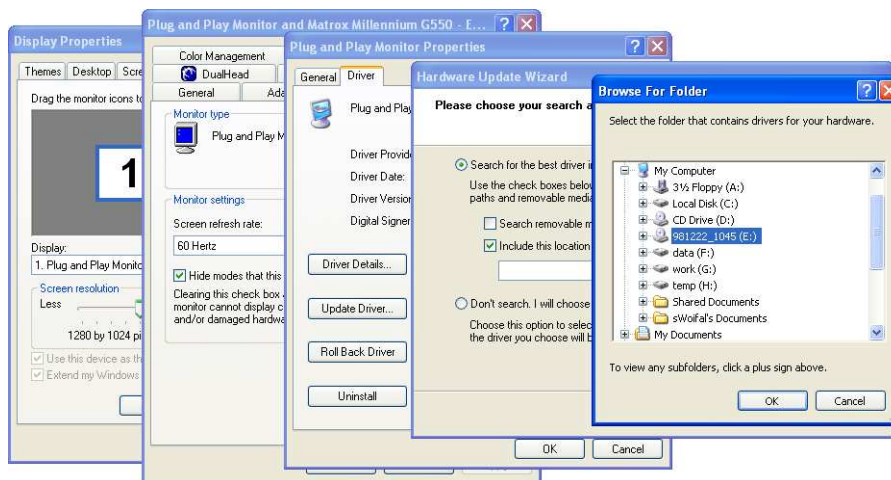 Display Properties
Themes Desktop Scre
Drag the monitor icons to
1
Display:
1. Plug and Play Monito
Screen resolution
Less
1280 by 1024 pi
Use this device as th
Extend my Windows
Plug and Play Monitor and Matrox Millennium G550 - E...
Color Management
DualHead
General Ada
Monitor type
Plug and Play M
Monitor settings
Screen refresh rate:
60 Hertz
Hide modes that this
Clearing this check box
monitor cannot display c
and/or damaged hardwa
Plug and Play Monitor Properties
General Driver
Plug and Play
Driver Provide
Driver Date:
Driver Version
Digital Signer
Driver Details...
Update Driver...
Roll Back Driver
Uninstall
OK Cancel
Hardware Update Wizard
Please choose your search a
Search for the best driver i
Use the check boxes below
paths and removable media
Search removable m
Include this location
Don't search. I will choose
Choose this option to selec
the driver you choose will b
Browse For Folder
Select the folder that contains drivers for your hardware.
My Computer
3½ Floppy (A:)
Local Disk (C:)
CD Drive (D:)
981222_1045 (E:)
data (F:)
work (G:)
temp (H:)
Shared Documents
sWoifal's Documents
My Documents
To view any subfolders, click a plus sign above.
OK Cancel